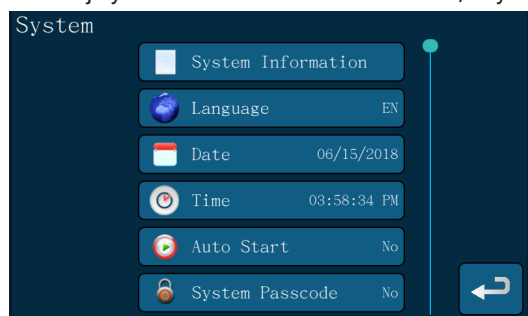 System
System Information
Language EN
Date 06/15/2018
Time 03:58:34 PM
Auto Start No
System Passcode No